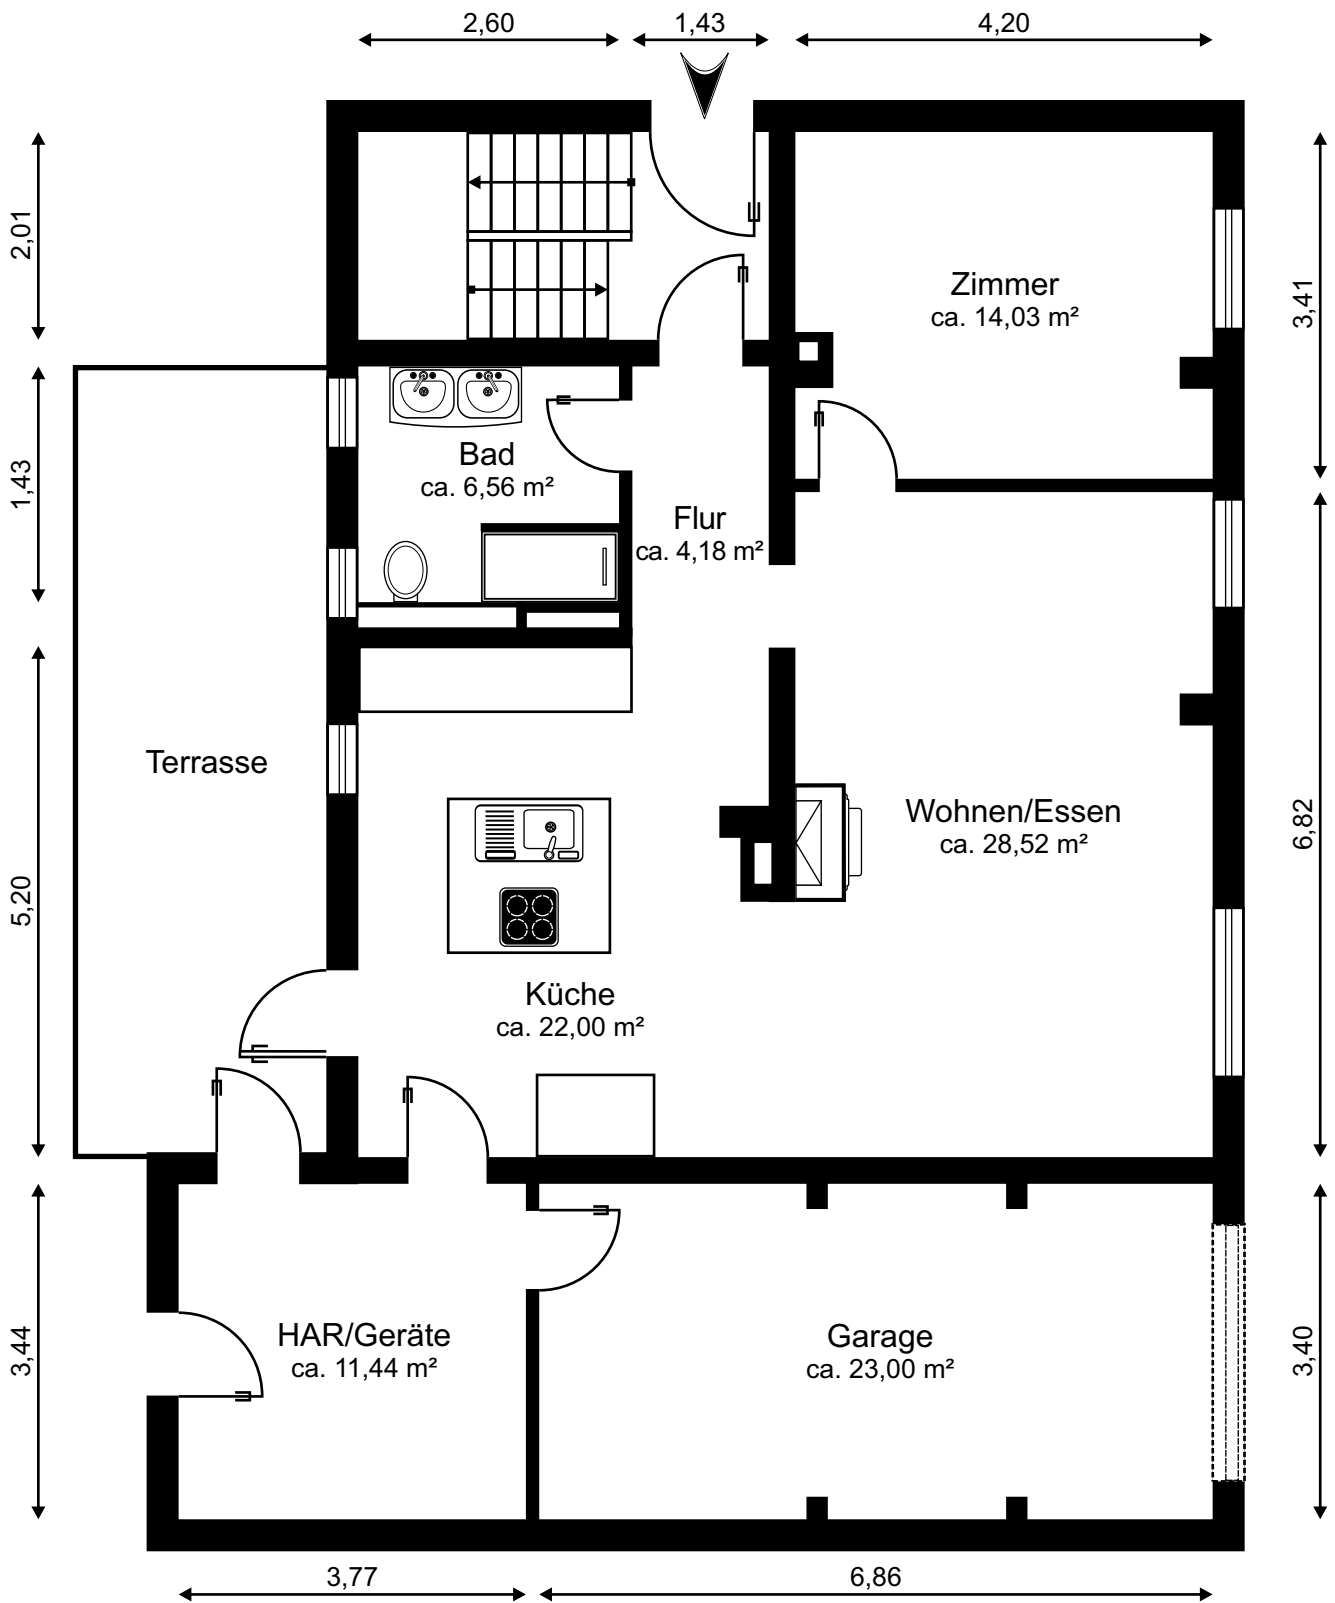 2,60
1,43
4,20
2,01
3,41
Zimmer
ca. 14,03 m²
1,43
Bad
ca. 6,56 m²
Flur
ca. 4,18 m²
Terrasse
Wohnen/Essen
ca. 28,52 m²
6,82
5,20
Küche
ca. 22,00 m²
3,44
HAR/Geräte
ca. 11,44 m²
Garage
ca. 23,00 m²
3,40
3,77
6,86